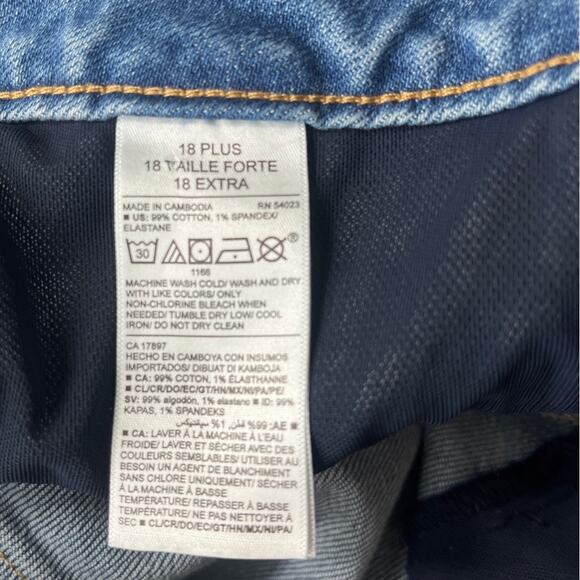 18 PLUS
18 TAILLE FORTE
18 EXTRA
MADE IN CAMBODIA RN 54023
■ US: 99% COTTON, 1% SPANDEX/
ELASTANE
30 ®
1166
MACHINE WASH COLD/ WASH AND DRY
WITH LIKE COLORS/ ONLY
NON-CHLORINE BLEACH WHEN
NEEDED/ TUMBLE DRY LOW/ COOL
IRON/ DO NOT DRY CLEAN
CA 17897
HECHO EN CAMBOYA CON INSUMOS
IMPORTADOS/ DIBUAT DI KAMBOJA
■ CA: 99% COTON, 1% ÉLASTHANNE
■ CL/CR/DO/EC/GT/HN/MX/NI/PA/PE/
SV: 99% algodón, 1% elastano ■ ID: 99%
KAPAS, 1% SPANDEKS
■ AE: 99% قطن, 1% سباندكس
■ CA: LAVER À LA MACHINE À L'EAU
FROIDE/ LAVER ET SÉCHER AVEC DES
COULEURS SEMBLABLES/ UTILISER AU
BESOIN UN AGENT DE BLANCHIMENT
SANS CHLORE UNIQUEMENT/ SÉCHER
À LA MACHINE À BASSE
TEMPÉRATURE/ REPASSER À BASSE
TEMPÉRATURE/ NE PAS NETTOYER À
SEC ■ CL/CR/DO/EC/GT/HN/MX/NI/PA/